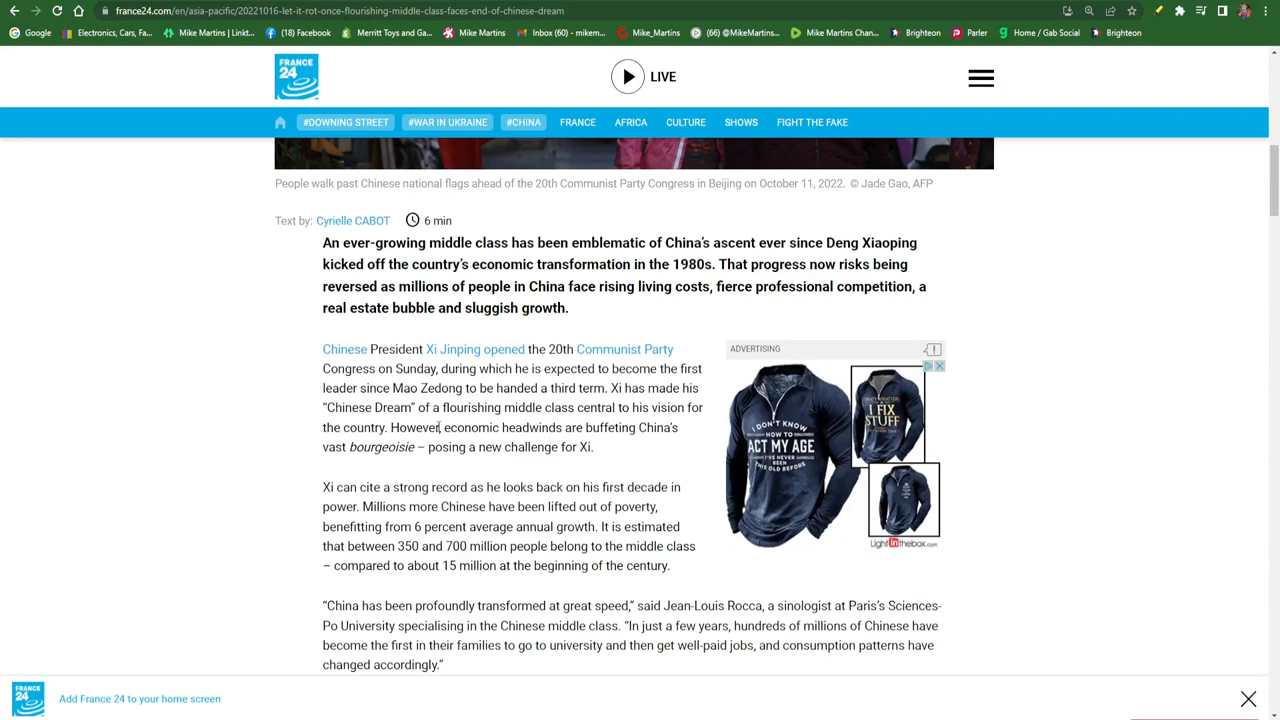 france24.com/en/asia-pacific/20221016-let-it-rot-changing-faces-end-of-chinese-dream
Google
Electronics, Cars, Fa...
Mike Martins | Linkt...
(18) Facebook
Merritt Toys and Ga...
Mike Martins
Inbox (60) - mikem...
Mike_Martins
(66) @MikeMartins...
Mike Martins Chan...
Brighteon
Parler
Home / Gab Social
Brighteon
FRANCE
24
LIVE
#DOWNING STREET
#WAR IN UKRAINE
#CHINA
FRANCE
AFRICA
CULTURE
SHOWS
FIGHT THE FAKE
People walk past Chinese national flags ahead of the 20th Communist Party Congress in Beijing on October 11, 2022. © Jade Gao, AFP
Text by: Cyrielle CABOT
6 min
An ever-growing middle class has been emblematic of China's ascent ever since Deng Xiaoping
kicked off the country's economic transformation in the 1980s. That progress now risks being
reversed as millions of people in China face rising living costs, fierce professional competition, a
real estate bubble and sluggish growth.
Chinese President Xi Jinping opened the 20th Communist Party
Congress on Sunday, during which he is expected to become the first
leader since Mao Zedong to be handed a third term. Xi has made his
“Chinese Dream” of a flourishing middle class central to his vision for
the country. However, economic headwinds are buffeting China's
vast bourgeoisie – posing a new challenge for Xi.
ADVERTISING
I DON'T KNOW
HOW TO
ACT MY AGE
I'VE NEVER BEEN
THIS OLD BEFORE
I FIX
STUFF
Light in the box.com
Xi can cite a strong record as he looks back on his first decade in
power. Millions more Chinese have been lifted out of poverty,
benefitting from 6 percent average annual growth. It is estimated
that between 350 and 700 million people belong to the middle class
– compared to about 15 million at the beginning of the century.
“China has been profoundly transformed at great speed,” said Jean-Louis Rocca, a sinologist at Paris's Sciences-
Po University specialising in the Chinese middle class. “In just a few years, hundreds of millions of Chinese have
become the first in their families to go to university and then get well-paid jobs, and consumption patterns have
changed accordingly.”
FRANCE
24
Add France 24 to your home screen